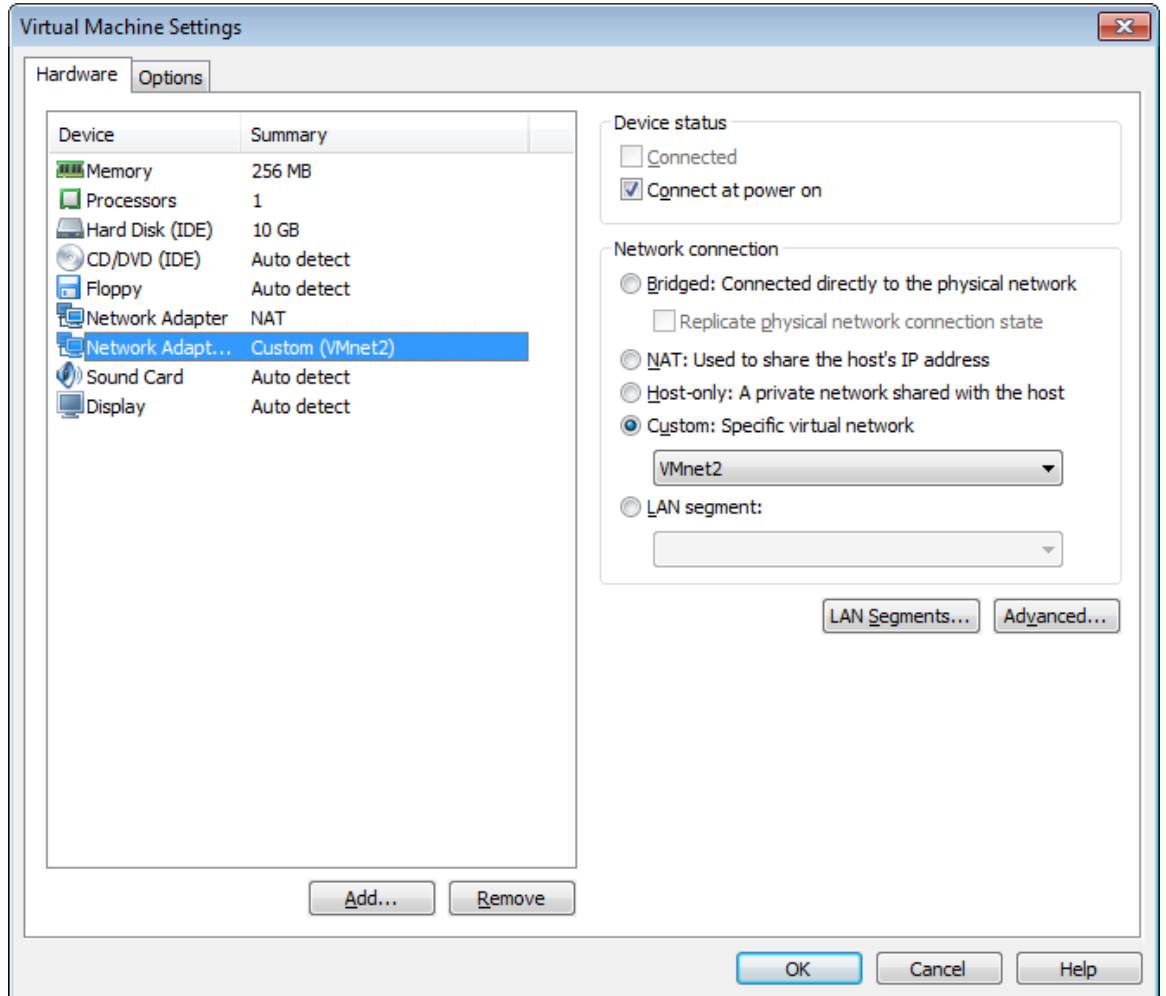 Virtual Machine Settings
Hardware Options
Device Summary
Memory 256 MB
Processors 1
Hard Disk (IDE) 10 GB
CD/DVD (IDE) Auto detect
Floppy Auto detect
Network Adapter NAT
Network Adapt... Custom (VMnet2)
Sound Card Auto detect
Display Auto detect
Add... Remove
Device status
Connected
Connect at power on
Network connection
Bridged: Connected directly to the physical network
Replicate physical network connection state
NAT: Used to share the host's IP address
Host-only: A private network shared with the host
Custom: Specific virtual network
VMnet2
LAN segment:
LAN Segments... Advanced...
OK Cancel Help